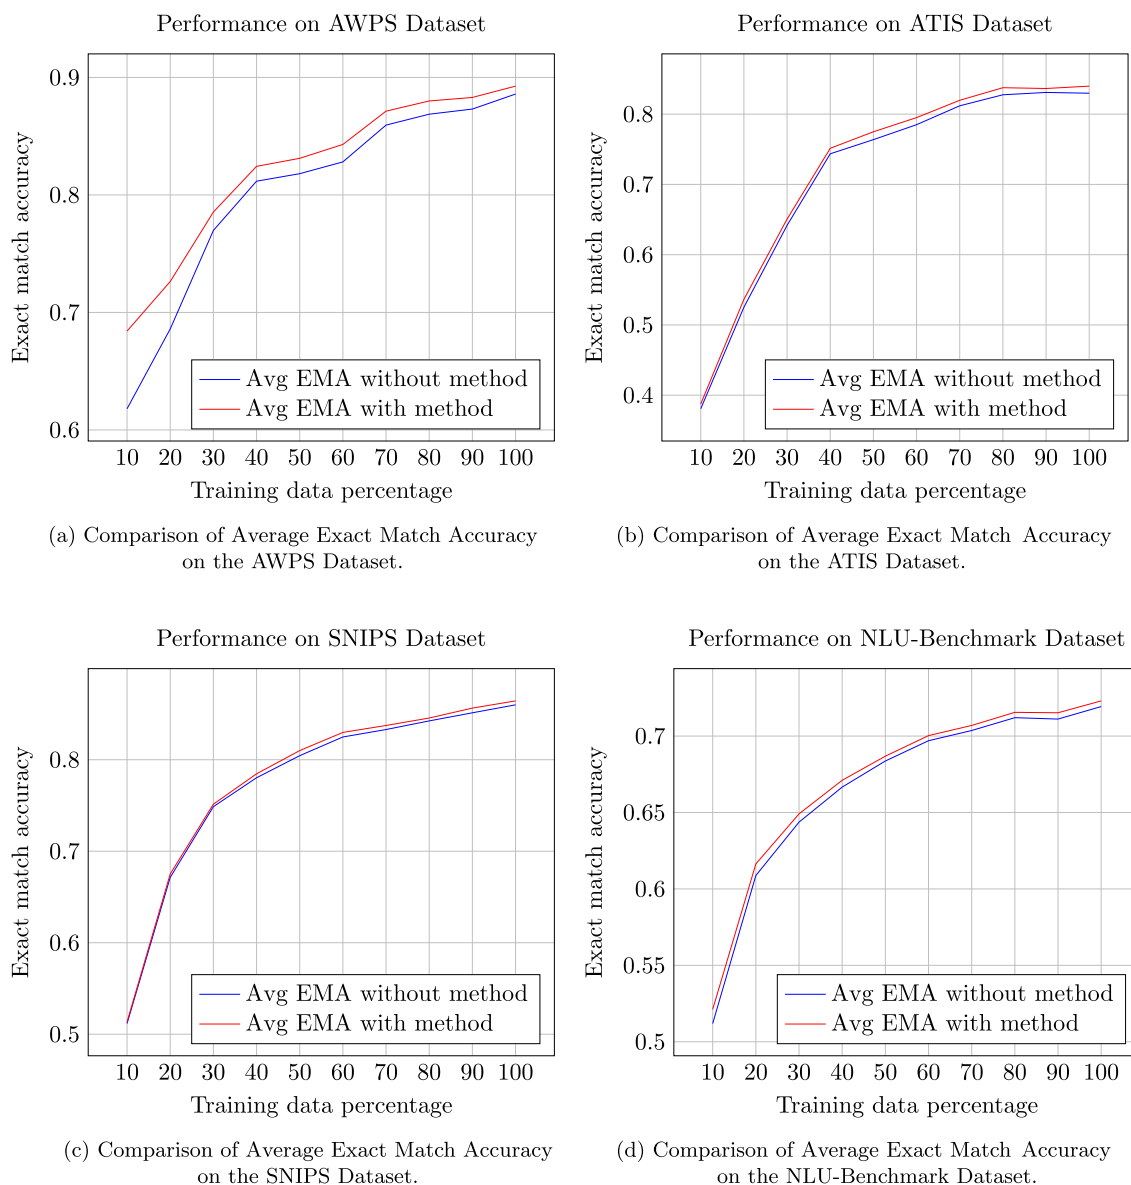 Performance on AWPS Dataset
Exact match accuracy
0.9
0.8
0.7
0.6
Avg EMA without method
Avg EMA with method
10 20 30 40 50 60 70 80 90 100
Training data percentage
(a) Comparison of Average Exact Match Accuracy
on the AWPS Dataset.
Performance on ATIS Dataset
Exact match accuracy
0.8
0.7
0.6
0.5
0.4
Avg EMA without method
Avg EMA with method
10 20 30 40 50 60 70 80 90 100
Training data percentage
(b) Comparison of Average Exact Match Accuracy
on the ATIS Dataset.
Performance on SNIPS Dataset
Exact match accuracy
0.8
0.7
0.6
0.5
Avg EMA without method
Avg EMA with method
10 20 30 40 50 60 70 80 90 100
Training data percentage
(c) Comparison of Average Exact Match Accuracy
on the SNIPS Dataset.
Performance on NLU-Benchmark Dataset
Exact match accuracy
0.7
0.65
0.6
0.55
0.5
Avg EMA without method
Avg EMA with method
10 20 30 40 50 60 70 80 90 100
Training data percentage
(d) Comparison of Average Exact Match Accuracy
on the NLU-Benchmark Dataset.